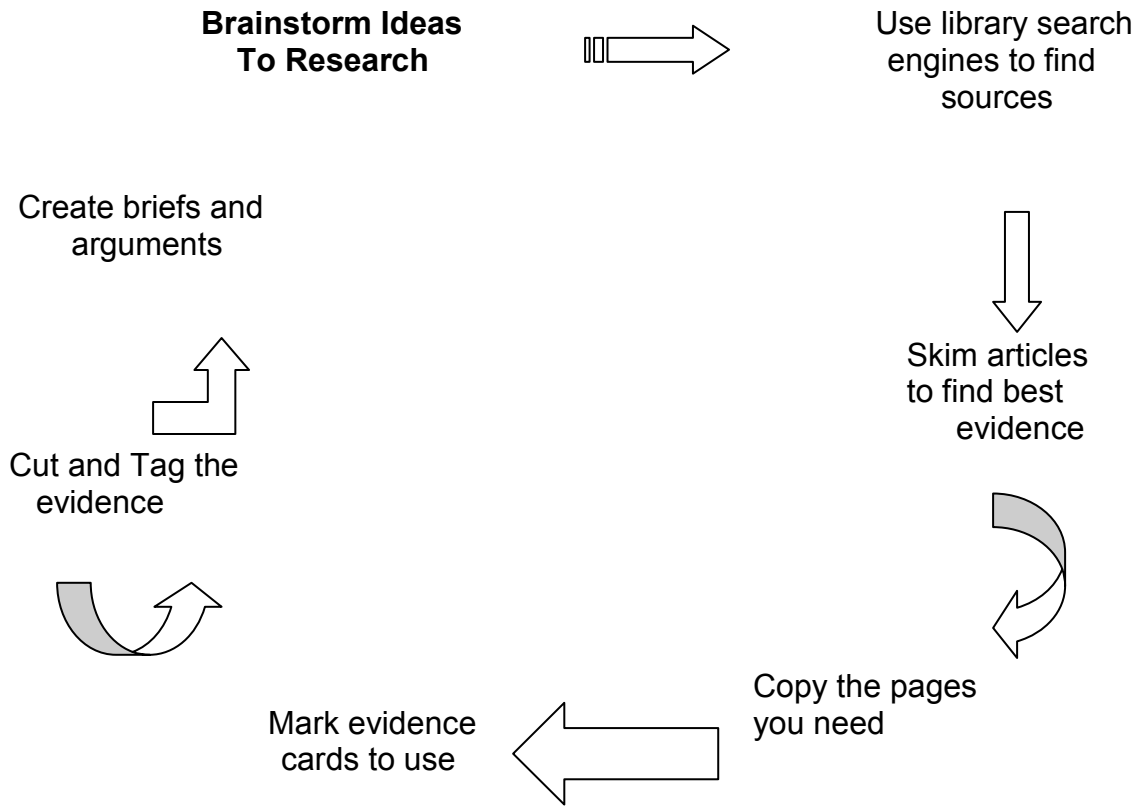 Brainstorm Ideas
To Research
Use library search
engines to find
sources
Skim articles
to find best
evidence
Copy the pages
you need
Mark evidence
cards to use
Cut and Tag the
evidence
Create briefs and
arguments